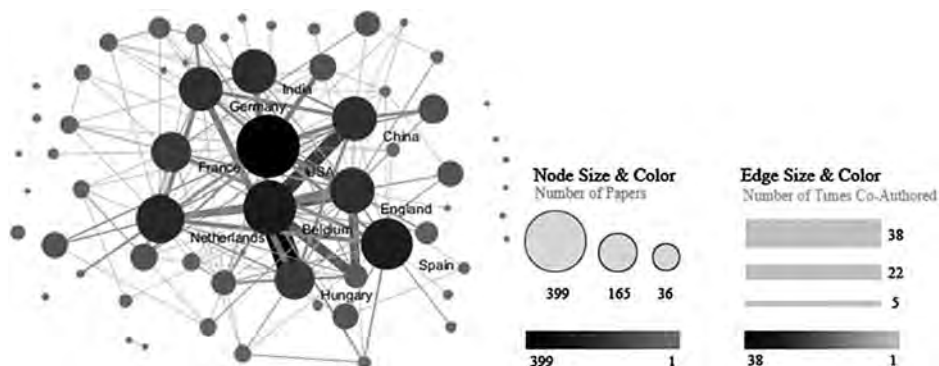 India
Germany
China
France
USA
England
Netherlands
Belgium
Spain
Hungary
Node Size & Color
Number of Papers
399 165 36
399 1
Edge Size & Color
Number of Times Co-Authored
38
22
5
38 1